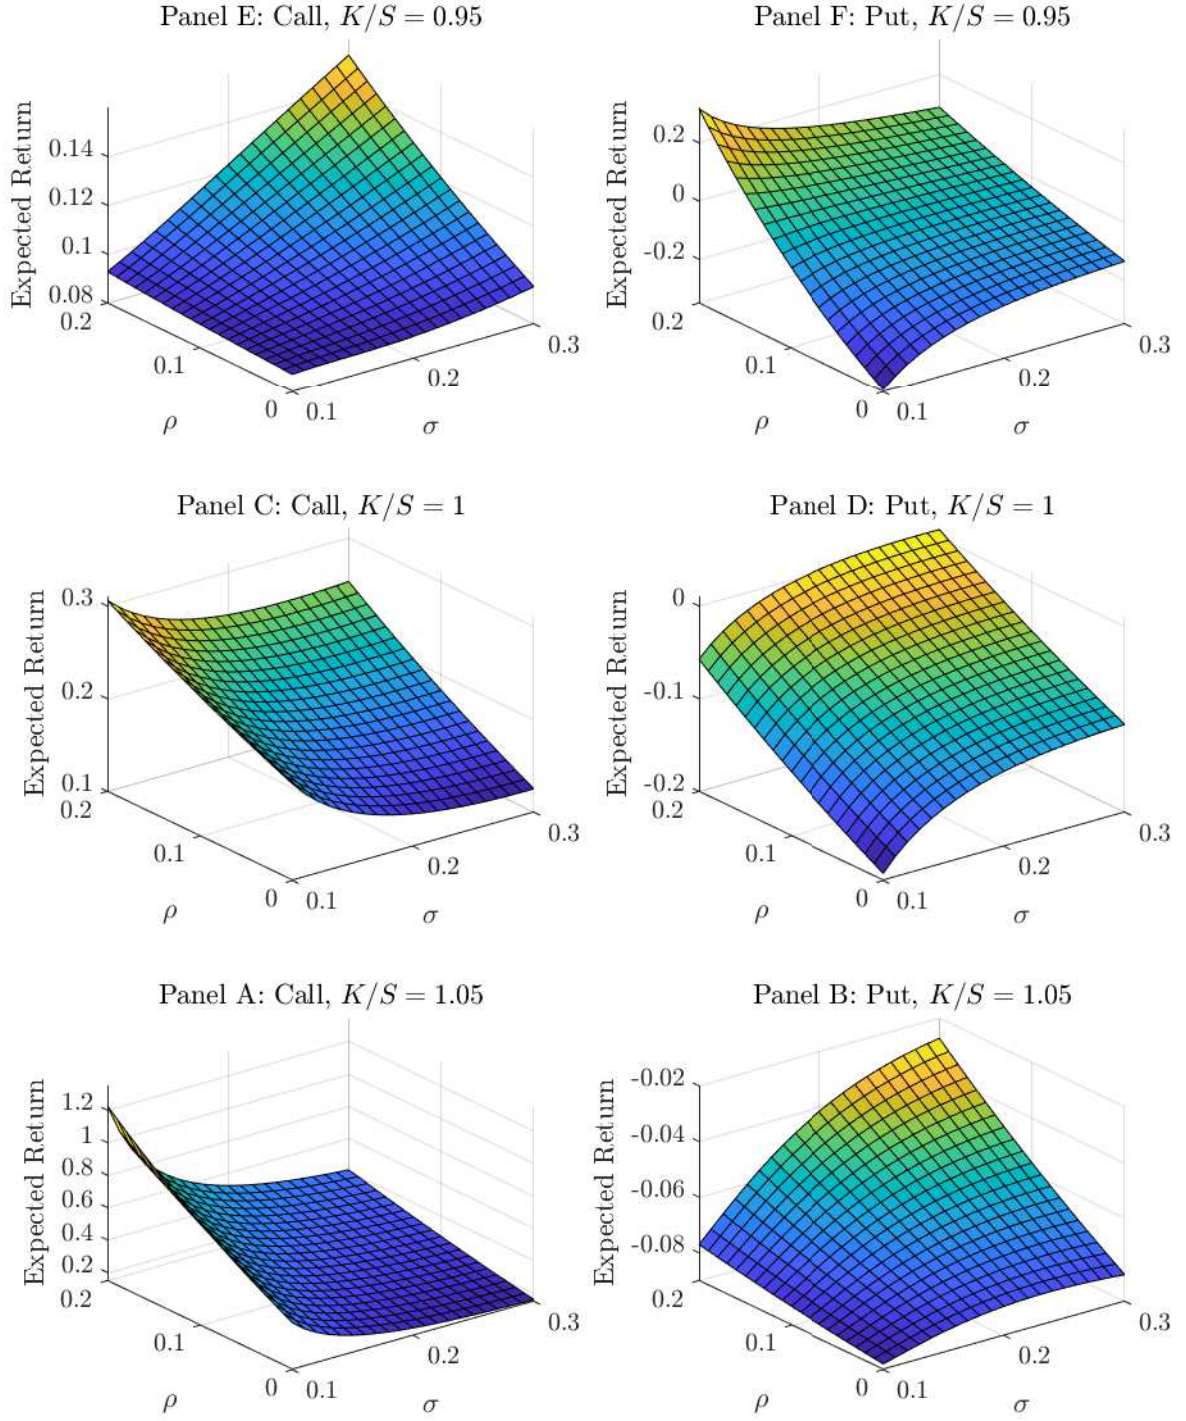 Panel E: Call, K/S = 0.95
Expected Return
0.14
0.12
0.1
0.08
0.2
0.1
0
ρ
0.1
0.2
0.3
σ
Panel F: Put, K/S = 0.95
Expected Return
0.2
0
-0.2
0.2
0.1
0
ρ
0.1
0.2
0.3
σ
Panel C: Call, K/S = 1
Expected Return
0.3
0.2
0.1
0.2
0.1
0
ρ
0.1
0.2
0.3
σ
Panel D: Put, K/S = 1
Expected Return
0
-0.1
-0.2
0.2
0.1
0
ρ
0.1
0.2
0.3
σ
Panel A: Call, K/S = 1.05
Expected Return
1.2
1
0.8
0.6
0.4
0.2
0.2
0.1
0
ρ
0.1
0.2
0.3
σ
Panel B: Put, K/S = 1.05
Expected Return
-0.02
-0.04
-0.06
-0.08
0.2
0.1
0
ρ
0.1
0.2
0.3
σ